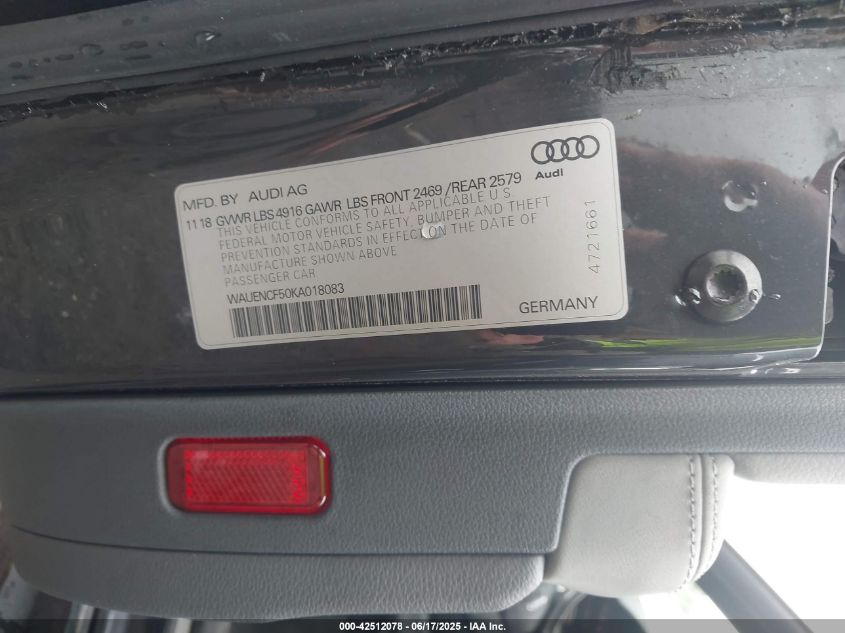 Audi
MFD. BY AUDI AG
11 18 GVWR LBS 4916 GAWR LBS FRONT 2469 /REAR 2579
THIS VEHICLE CONFORMS TO ALL APPLICABLE U S
FEDERAL MOTOR VEHICLE SAFETY, BUMPER AND THEFT
PREVENTION STANDARDS IN EFFECT ON THE DATE OF
MANUFACTURE SHOWN ABOVE
PASSENGER CAR
WAUENCF50KA018083
4721661
GERMANY
000-42512078 - 06/17/2025 - IAA Inc.